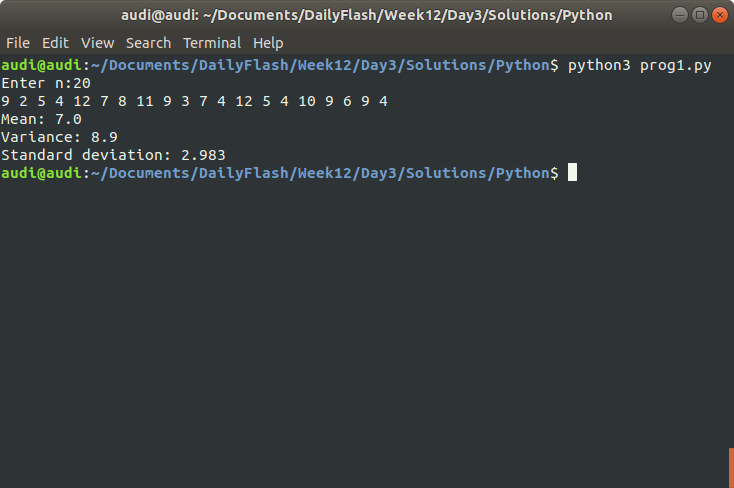 audi@audi: ~/Documents/DailyFlash/Week12/Day3/Solutions/Python
File Edit View Search Terminal Help
audi@audi:~/Documents/DailyFlash/Week12/Day3/Solutions/Python$ python3 prog1.py
Enter n:20
9 2 5 4 12 7 8 11 9 3 7 4 12 5 4 10 9 6 9 4
Mean: 7.0
Variance: 8.9
Standard deviation: 2.983
audi@audi:~/Documents/DailyFlash/Week12/Day3/Solutions/Python$